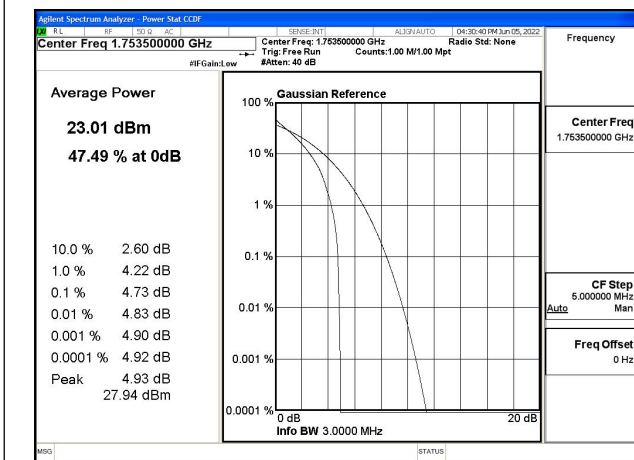 Agilent Spectrum Analyzer - Power Stat CCDF
RL RF 50 Ω AC SENSE:INT ALIGN AUTO 04:30:40 PM Jun 05, 2022
Center Freq 1.753500000 GHz
Center Freq: 1.753500000 GHz Radio Std: None
Trig: Free Run Counts:1.00 M/1.00 Mpt
#IFGain:Low #Atten: 40 dB
Frequency
Average Power
23.01 dBm
47.49 % at 0dB
10.0 % 2.60 dB
1.0 % 4.22 dB
0.1 % 4.73 dB
0.01 % 4.83 dB
0.001 % 4.90 dB
0.0001 % 4.92 dB
Peak 4.93 dB
27.94 dBm
Gaussian Reference
100 %
10 %
1 %
0.1 %
0.01 %
0.001 %
0.0001 %
0 dB 20 dB
Info BW 3.0000 MHz
Center Freq
1.753500000 GHz
CF Step
5.000000 MHz
Auto Man
Freq Offset
0 Hz
MSG STATUS